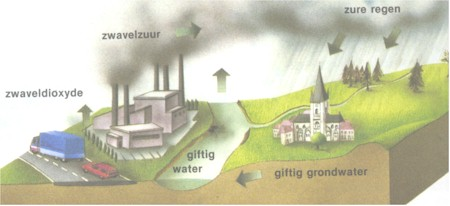 zure regen
zwavelzuur
zwaveldioxyde
giftig
water
giftig grondwater